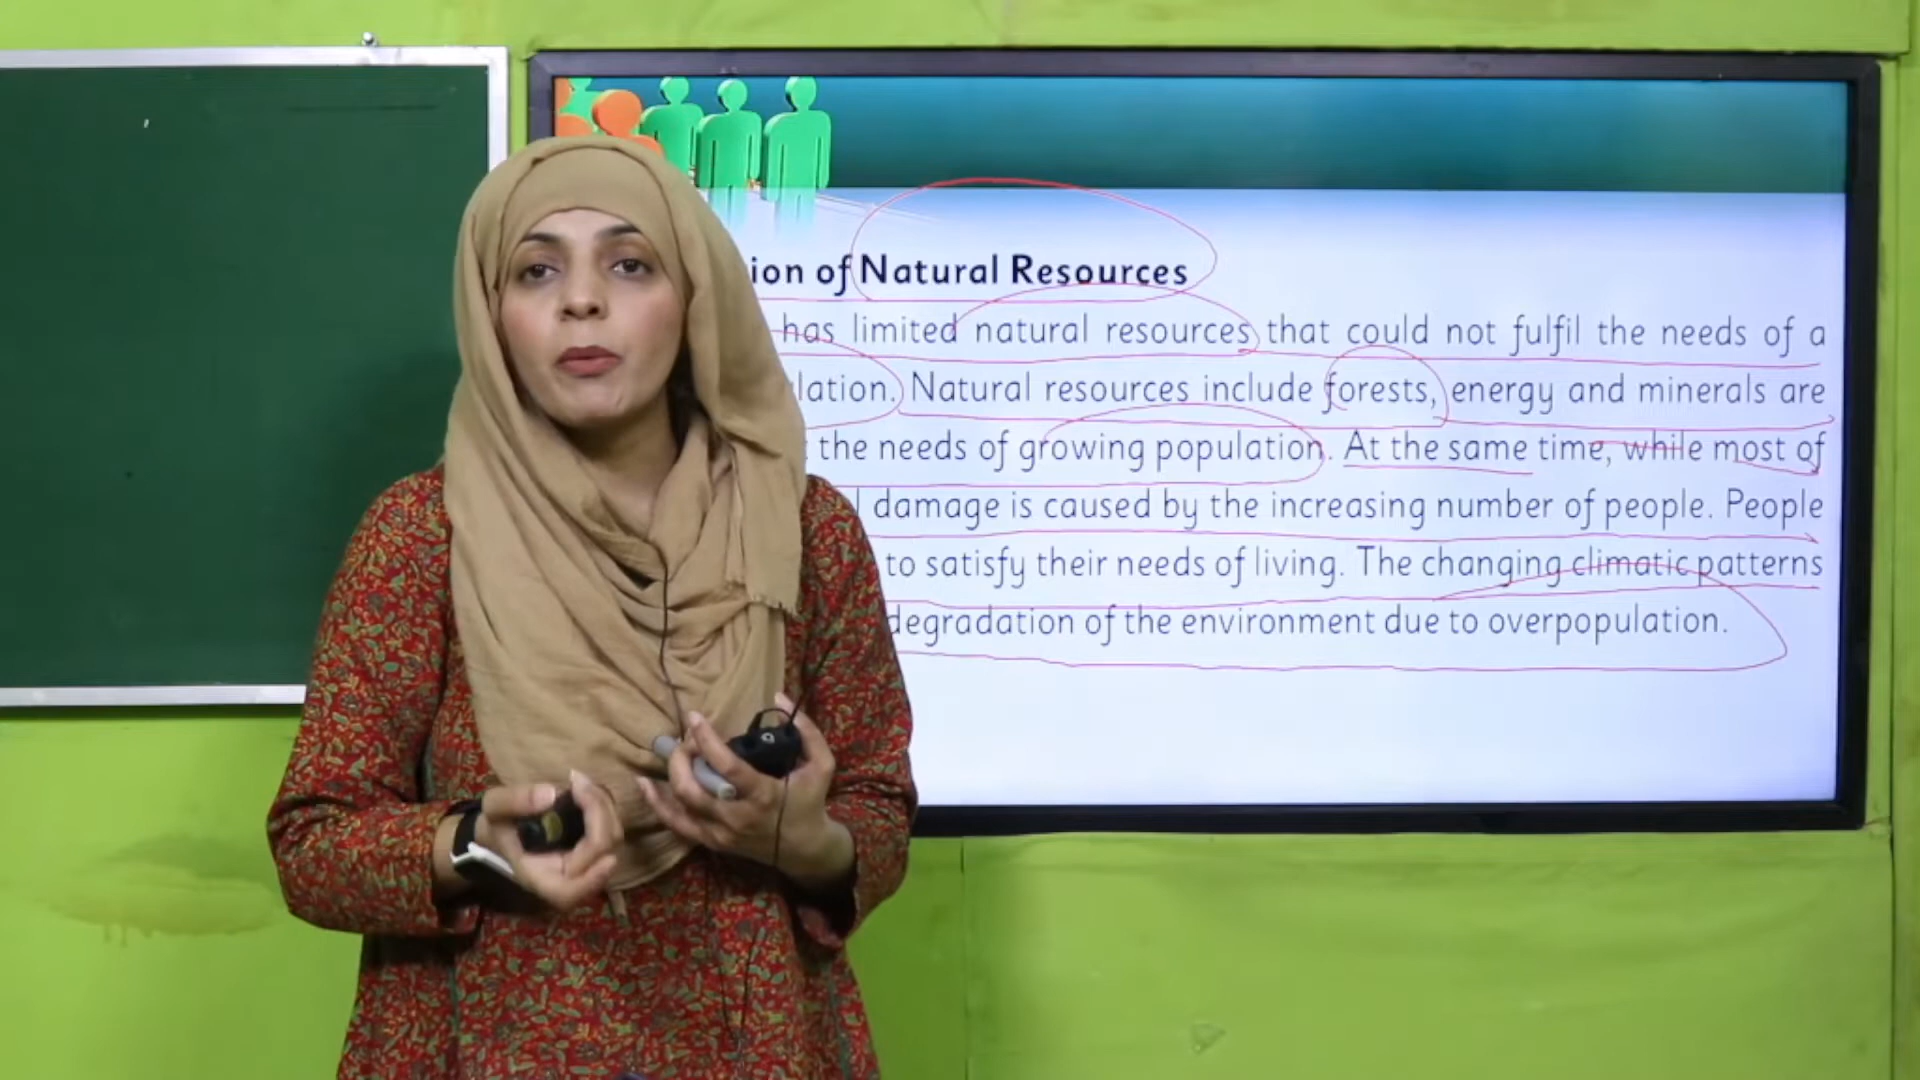 of Natural Resources
has limited natural resources that could not fulfil the needs of a
Natural resources include forests, energy and minerals are
the needs of growing population. At the same time, while most of
damage is caused by the increasing number of people. People
to satisfy their needs of living. The changing climatic patterns
degradation of the environment due to overpopulation.